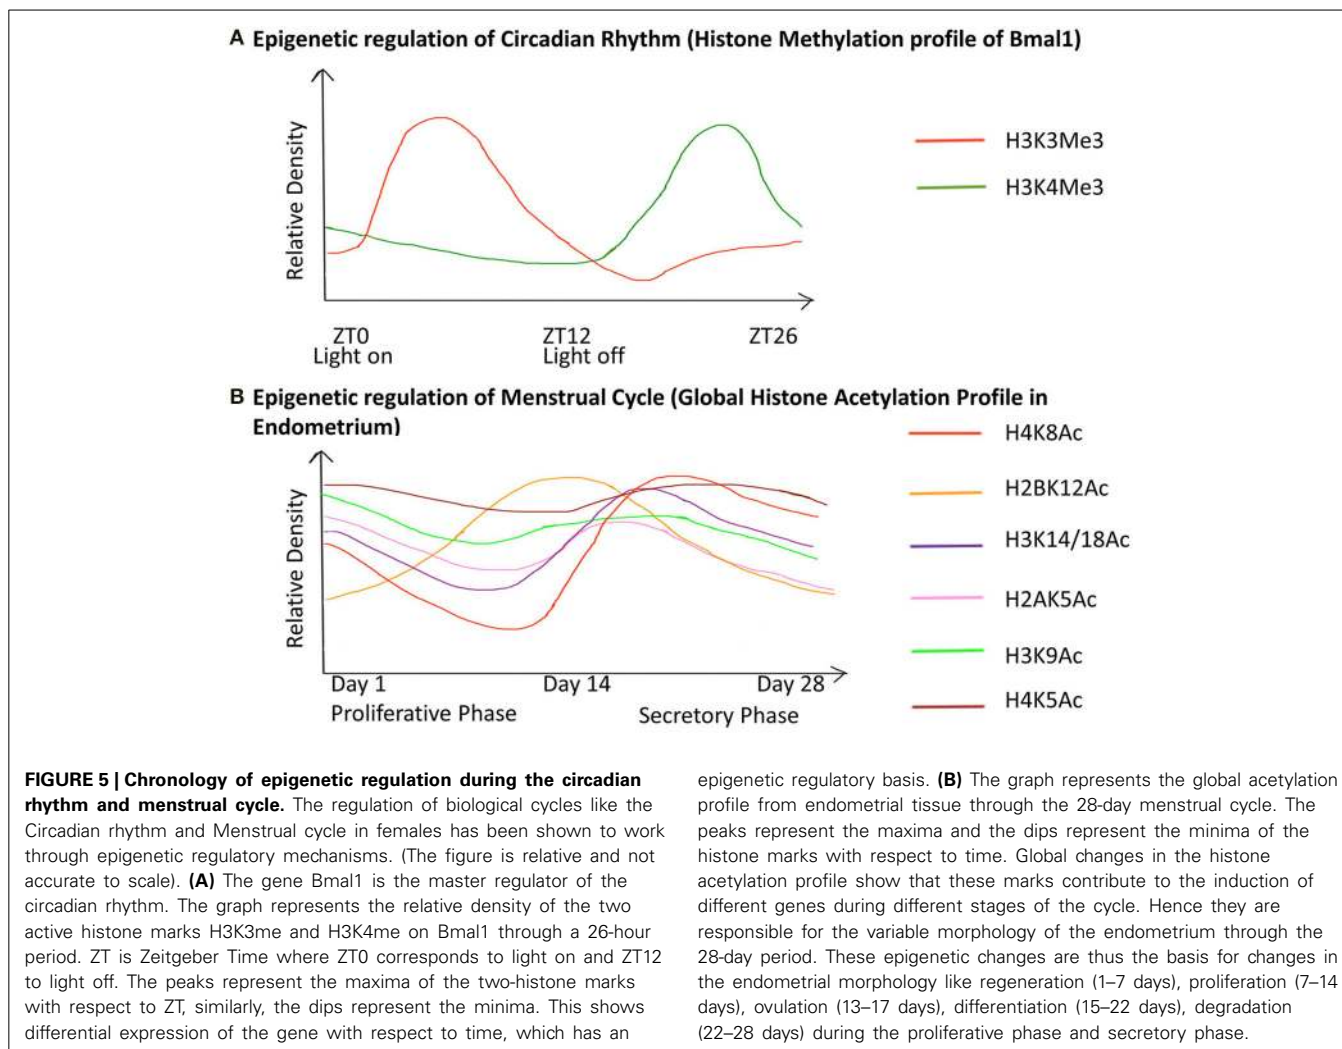 A Epigenetic regulation of Circadian Rhythm (Histone Methylation profile of Bmal1)
Relative Density
H3K3Me3
H3K4Me3
ZT0
Light on
ZT12
Light off
ZT26
B Epigenetic regulation of Menstrual Cycle (Global Histone Acetylation Profile in
Endometrium)
Relative Density
H4K8Ac
H2BK12Ac
H3K14/18Ac
H2AK5Ac
H3K9Ac
H4K5Ac
Day 1
Day 14
Day 28
Proliferative Phase
Secretory Phase
FIGURE 5 | Chronology of epigenetic regulation during the circadian
rhythm and menstrual cycle. The regulation of biological cycles like the
Circadian rhythm and Menstrual cycle in females has been shown to work
through epigenetic regulatory mechanisms. (The figure is relative and not
accurate to scale). (A) The gene Bmal1 is the master regulator of the
circadian rhythm. The graph represents the relative density of the two
active histone marks H3K3me and H3K4me on Bmal1 through a 26-hour
period. ZT is Zeitgeber Time where ZT0 corresponds to light on and ZT12
to light off. The peaks represent the maxima of the two-histone marks
with respect to ZT, similarly, the dips represent the minima. This shows
differential expression of the gene with respect to time, which has an
epigenetic regulatory basis. (B) The graph represents the global acetylation
profile from endometrial tissue through the 28-day menstrual cycle. The
peaks represent the maxima and the dips represent the minima of the
histone marks with respect to time. Global changes in the histone
acetylation profile show that these marks contribute to the induction of
different genes during different stages of the cycle. Hence they are
responsible for the variable morphology of the endometrium through the
28-day period. These epigenetic changes are thus the basis for changes in
the endometrial morphology like regeneration (1–7 days), proliferation (7–14
days), ovulation (13–17 days), differentiation (15–22 days), degradation
(22–28 days) during the proliferative phase and secretory phase.